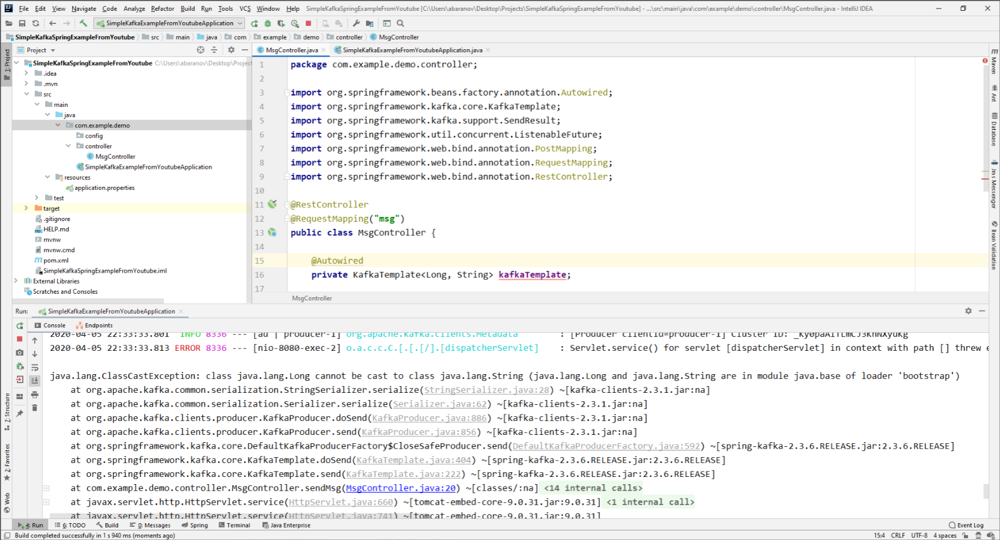 File Edit View Navigate Code Analyze Refactor Build Run Tools VCS Window Help SimpleKafkaSpringExampleFromYoutube [C:\Users\abaranov\Desktop\Projects\SimpleKafkaSpringExampleFromYoutube] - ...\src\main\java\com\example\demo\controller\MsgController.java - IntelliJ IDEA
SimpleKafkaExampleFromYoutubeApplication
SimpleKafkaSpringExampleFromYoutube src main java com example demo controller MsgController
Project
MsgController.java SimpleKafkaExampleFromYoutubeApplication.java
1: Project
SimpleKafkaSpringExampleFromYoutube C:\Users\abaranov\Desktop\Project
.idea
.mvn
src
main
java
com.example.demo
config
controller
MsgController
SimpleKafkaExampleFromYoutubeApplication
resources
application.properties
test
target
.gitignore
HELP.md
mvnw
mvnw.cmd
pom.xml
SimpleKafkaSpringExampleFromYoutube.iml
External Libraries
Scratches and Consoles
1 package com.example.demo.controller;
2
3 import org.springframework.beans.factory.annotation.Autowired;
4 import org.springframework.kafka.core.KafkaTemplate;
5 import org.springframework.kafka.support.SendResult;
6 import org.springframework.util.concurrent.ListenableFuture;
7 import org.springframework.web.bind.annotation.PostMapping;
8 import org.springframework.web.bind.annotation.RequestMapping;
9 import org.springframework.web.bind.annotation.RestController;
10
11 @RestController
12 @RequestMapping("msg")
13 public class MsgController {
14
15 @Autowired
16 private KafkaTemplate<Long, String> kafkaTemplate;
17
MsgController
Maven
Ant
Database
Jms Messenger
Bean Validation
Run: SimpleKafkaExampleFromYoutubeApplication
Console Endpoints
2020-04-05 22:33:33.801 INFO 8336 --- [ad | producer-1] org.apache.kafka.clients.Metadata : [Producer clientId=producer-1] Cluster ID:
2020-04-05 22:33:33.813 ERROR 8336 --- [nio-8080-exec-2] o.a.c.c.C.[.[.[/].[dispatcherServlet] : Servlet.service() for servlet [dispatcherServlet] in context with path [] threw e
java.lang.ClassCastException: class java.lang.Long cannot be cast to class java.lang.String (java.lang.Long and java.lang.String are in module java.base of loader 'bootstrap')
at org.apache.kafka.common.serialization.StringSerializer.serialize(StringSerializer.java:28) ~[kafka-clients-2.3.1.jar:na]
at org.apache.kafka.common.serialization.Serializer.serialize(Serializer.java:62) ~[kafka-clients-2.3.1.jar:na]
at org.apache.kafka.clients.producer.KafkaProducer.doSend(KafkaProducer.java:886) ~[kafka-clients-2.3.1.jar:na]
at org.apache.kafka.clients.producer.KafkaProducer.send(KafkaProducer.java:856) ~[kafka-clients-2.3.1.jar:na]
at org.springframework.kafka.core.DefaultKafkaProducerFactory$CloseSafeProducer.send(DefaultKafkaProducerFactory.java:592) ~[spring-kafka-2.3.6.RELEASE.jar:2.3.6.RELEASE]
at org.springframework.kafka.core.KafkaTemplate.doSend(KafkaTemplate.java:404) ~[spring-kafka-2.3.6.RELEASE.jar:2.3.6.RELEASE]
at org.springframework.kafka.core.KafkaTemplate.send(KafkaTemplate.java:222) ~[spring-kafka-2.3.6.RELEASE.jar:2.3.6.RELEASE]
at com.example.demo.controller.MsgController.sendMsg(MsgController.java:20) ~[classes/:na] <14 internal calls>
at javax.servlet.http.HttpServlet.service(HttpServlet.java:660) ~[tomcat-embed-core-9.0.31.jar:9.0.31] <1 internal call>
at javax.servlet.http.HttpServlet.service(HttpServlet.java:741) ~[tomcat-embed-core-9.0.31.jar:9.0.31]
7: Structure
2: Favorites
Web
4: Run 6: TODO Build 0: Messages Spring Terminal Java Enterprise Event Log
Build completed successfully in 1 s 940 ms (moments ago) 15:4 CRLF UTF-8 4 spaces